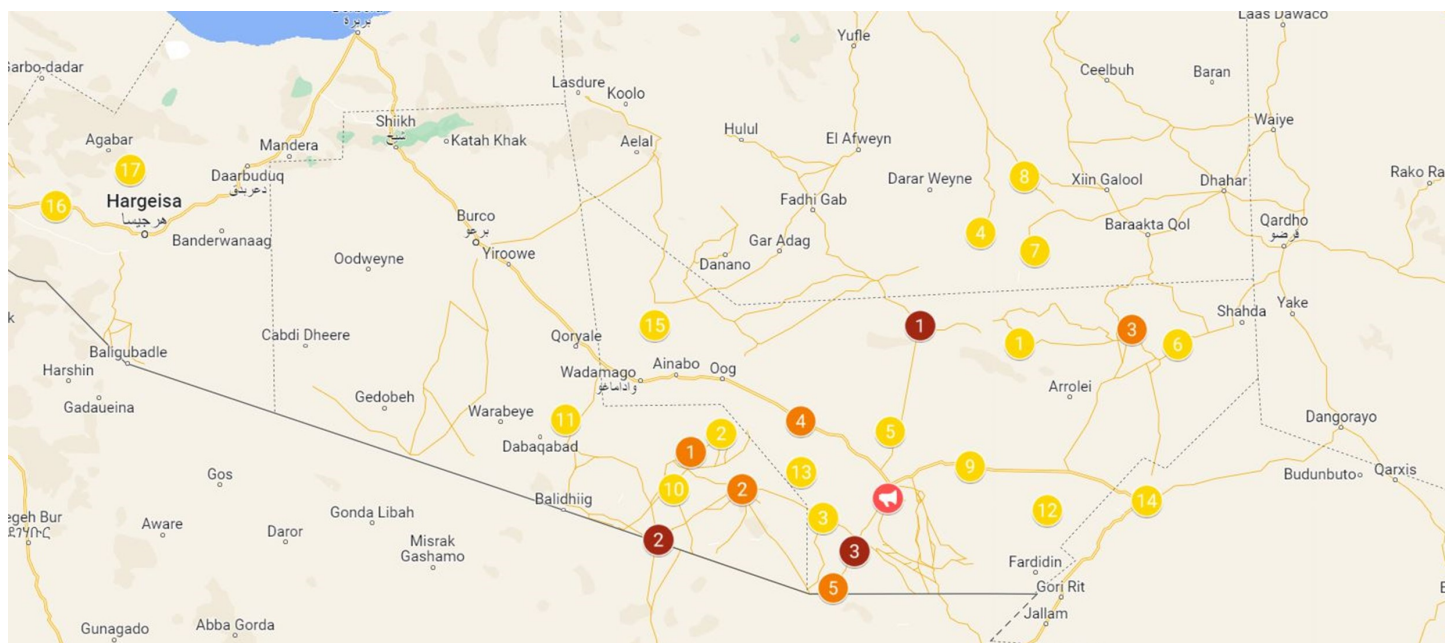 بربرة
Laas Dawaco
Yufle
Garbo-dadar
Ceelbuh
Baran
Lasdure
Koolo
Waiye
Shiikh
شيخ
Hulul
El Afweyn
Agabar
Mandera
Katah Khak
Aelal
17
Daarbuduq
دعربدق
8
Darar Weyne
Xiin Galool
Dhahar
Rako Ra
16
Hargeisa
هرجيسا
Burco
برعو
Fadhi Gab
4
Baraakta Qol
Qardho
قرضو
Banderwanaag
Yiroowe
Gar Adag
7
Oodweyne
Danano
Shahda
Yake
Cabdi Dheere
Qoryale
15
1
1
3
6
Baligubadle
Wadamago
واداماغو
Ainabo
Oog
Harshin
Arrolei
Gadaueina
Gedobeh
Warabeye
11
4
Dangorayo
Dabaqabad
2
5
1
13
9
Gos
10
2
Budunbuto
Qarxis
Balidhiig
14
egeh Bur
Aware
Daror
Gonda Libah
3
12
Misrak
Gashamo
2
3
Fardidin
5
Gori Rit
Jallam
Gunagado
Abba Gorda